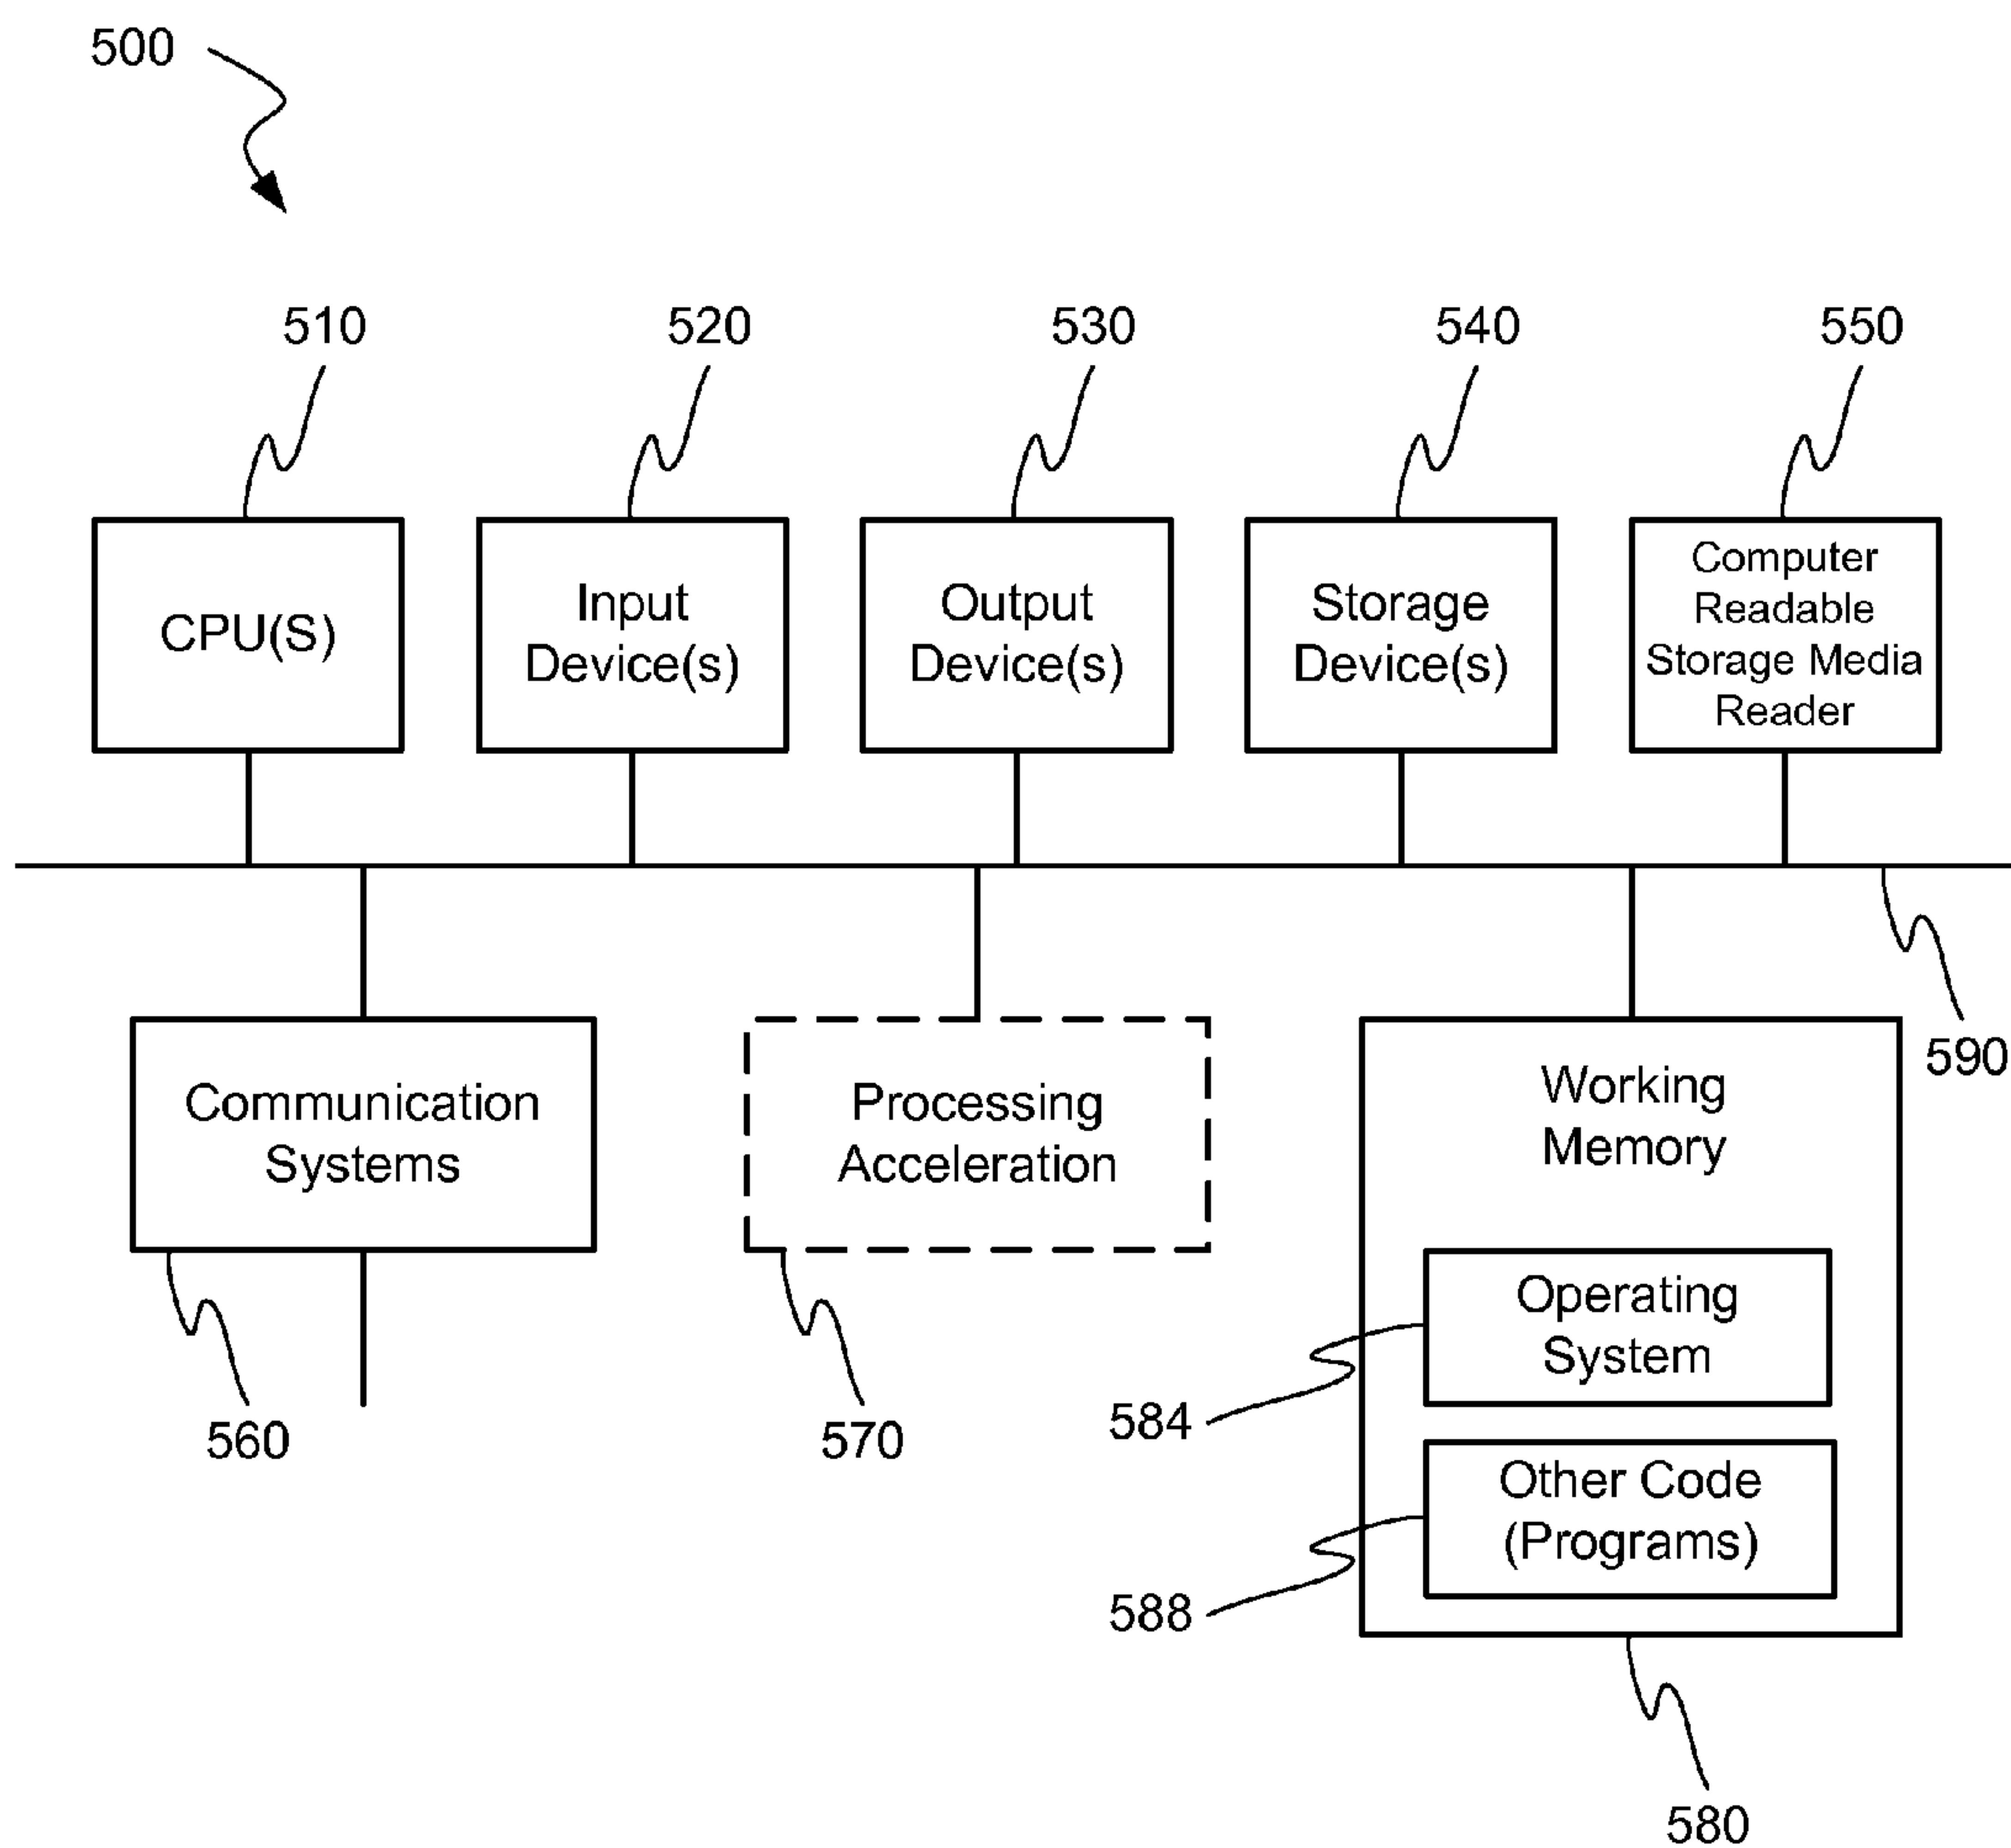 500
510
520
530
540
550
CPU(S)
Input
Device(s)
Output
Device(s)
Storage
Device(s)
Computer
Readable
Storage Media
Reader
590
Communication
Systems
Processing
Acceleration
Working
Memory
Operating
System
Other Code
(Programs)
560
570
584
588
580